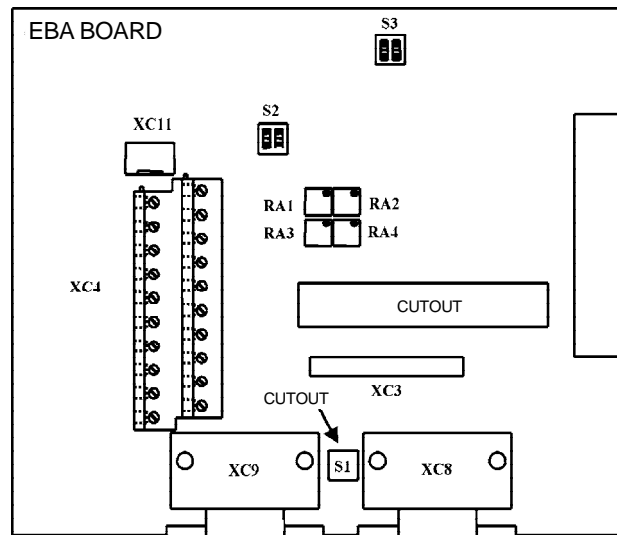 EBA BOARD
S3
S2
XC11
RA1
RA2
RA3
RA4
XC4
CUTOUT
XC3
CUTOUT
XC9
S1
XC8